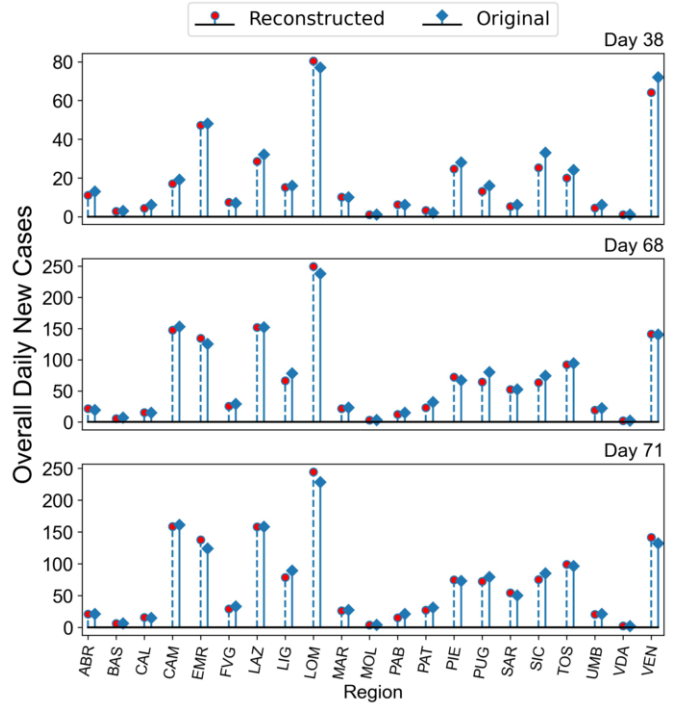 Reconstructed Original
Day 38
80
60
40
20
0
Day 68
250
200
150
100
50
0
Day 71
250
200
150
100
50
0
Overall Daily New Cases
ABR BAS CAL CAM EMR FVG LAZ LIG LOM MAR MOL PAB PAT PIE PUG SAR SIC TOS UMB VDA VEN
Region